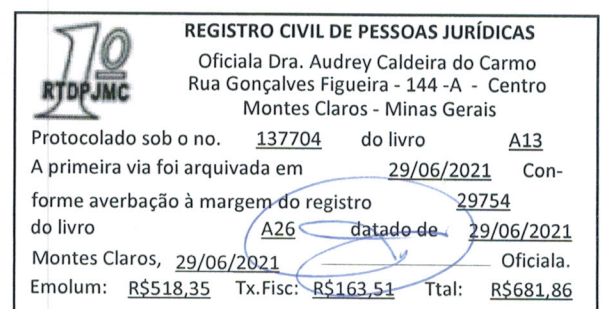 1º
RTDPJMC
REGISTRO CIVIL DE PESSOAS JURÍDICAS
Oficiala Dra. Audrey Caldeira do Carmo
Rua Gonçalves Figueira - 144 -A - Centro
Montes Claros - Minas Gerais
Protocolado sob o no. 137704 do livro A13
A primeira via foi arquivada em 29/06/2021 Con-
forme averbação à margem do registro 29754
do livro A26 datado de 29/06/2021
Montes Claros, 29/06/2021 Oficiala.
Emolum: R$518,35 Tx.Fisc: R$163,51 Ttal: R$681,86